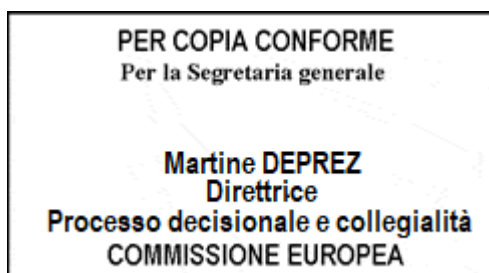 PER COPIA CONFORME
Per la Segretaria generale
Martine DEPREZ
Direttrice
Processo decisionale e collegialità
COMMISSIONE EUROPEA